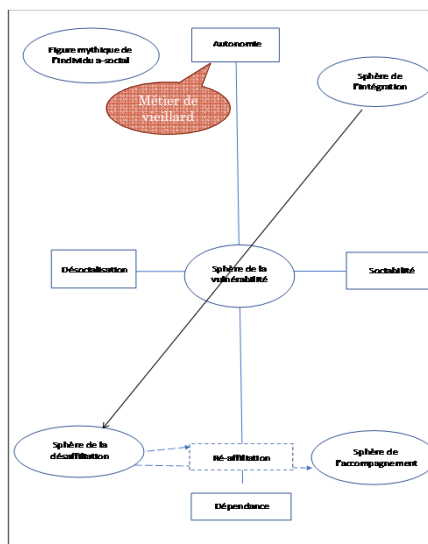 Figure mythique de
l'individu a-social
Autonomie
Sphère de
l'intégration
Métier de
vieillard
Désocialisation
Sphère de la
vulnérabilité
Sociabilité
Sphère de la
désaffiliation
Ré-affiliation
Sphère de
l'accompagnement
Dépendance